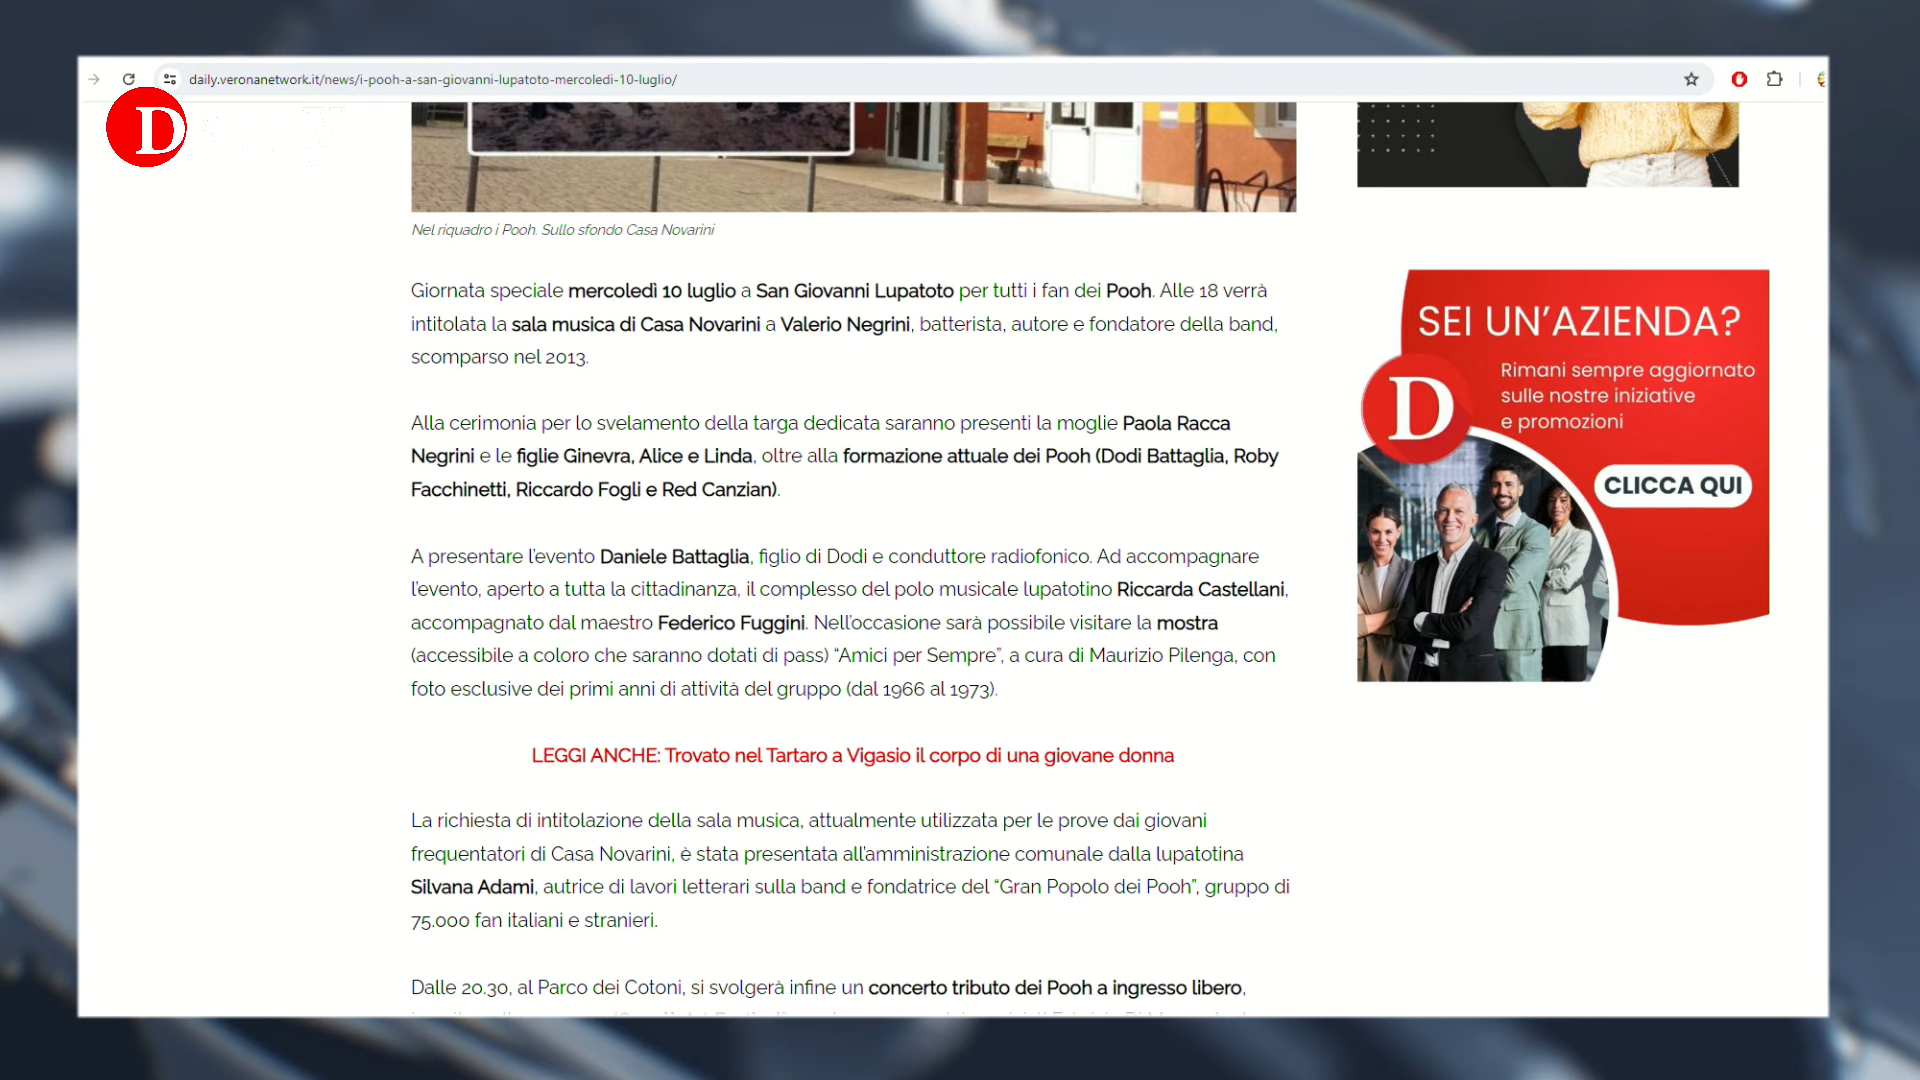 daily.veronanetwork.it/news/i-pooh-a-san-giovanni-lupatoto-mercoledi-10-luglio/
D
Nel riquadro i Pooh. Sullo sfondo Casa Novarini
Giornata speciale mercoledì 10 luglio a San Giovanni Lupatoto per tutti i fan dei Pooh. Alle 18 verrà
intitolata la sala musica di Casa Novarini a Valerio Negrini, batterista, autore e fondatore della band,
scomparso nel 2013.
Alla cerimonia per lo svelamento della targa dedicata saranno presenti la moglie Paola Racca
Negrini e le figlie Ginevra, Alice e Linda, oltre alla formazione attuale dei Pooh (Dodi Battaglia, Roby
Facchinetti, Riccardo Fogli e Red Canzian).
A presentare l'evento Daniele Battaglia, figlio di Dodi e conduttore radiofonico. Ad accompagnare
l'evento, aperto a tutta la cittadinanza, il complesso del polo musicale lupatotino Riccarda Castellani,
accompagnato dal maestro Federico Fuggini. Nell'occasione sarà possibile visitare la mostra
(accessibile a coloro che saranno dotati di pass) “Amici per Sempre”, a cura di Maurizio Pilenga, con
foto esclusive dei primi anni di attività del gruppo (dal 1966 al 1973).
LEGGI ANCHE: Trovato nel Tartaro a Vigasio il corpo di una giovane donna
La richiesta di intitolazione della sala musica, attualmente utilizzata per le prove dai giovani
frequentatori di Casa Novarini, è stata presentata all'amministrazione comunale dalla lupatotina
Silvana Adami, autrice di lavori letterari sulla band e fondatrice del “Gran Popolo dei Pooh”, gruppo di
75.000 fan italiani e stranieri.
Dalle 20.30, al Parco dei Cotoni, si svolgerà infine un concerto tributo dei Pooh a ingresso libero,
SEI UN'AZIENDA?
Rimani sempre aggiornato
sulle nostre iniziative
e promozioni
D
CLICCA QUI